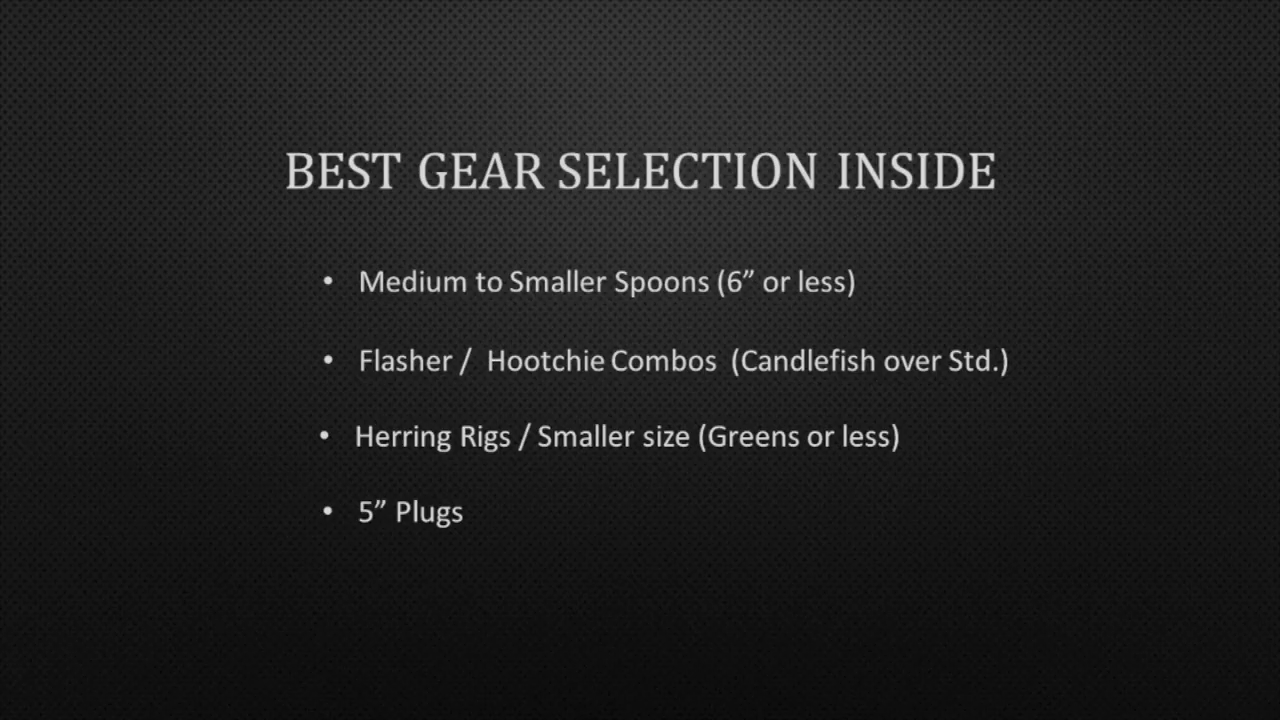 BEST GEAR SELECTION INSIDE
• Medium to Smaller Spoons (6” or less)
• Flasher / Hootchie Combos (Candlefish over Std.)
• Herring Rigs / Smaller size (Greens or less)
• 5” Plugs